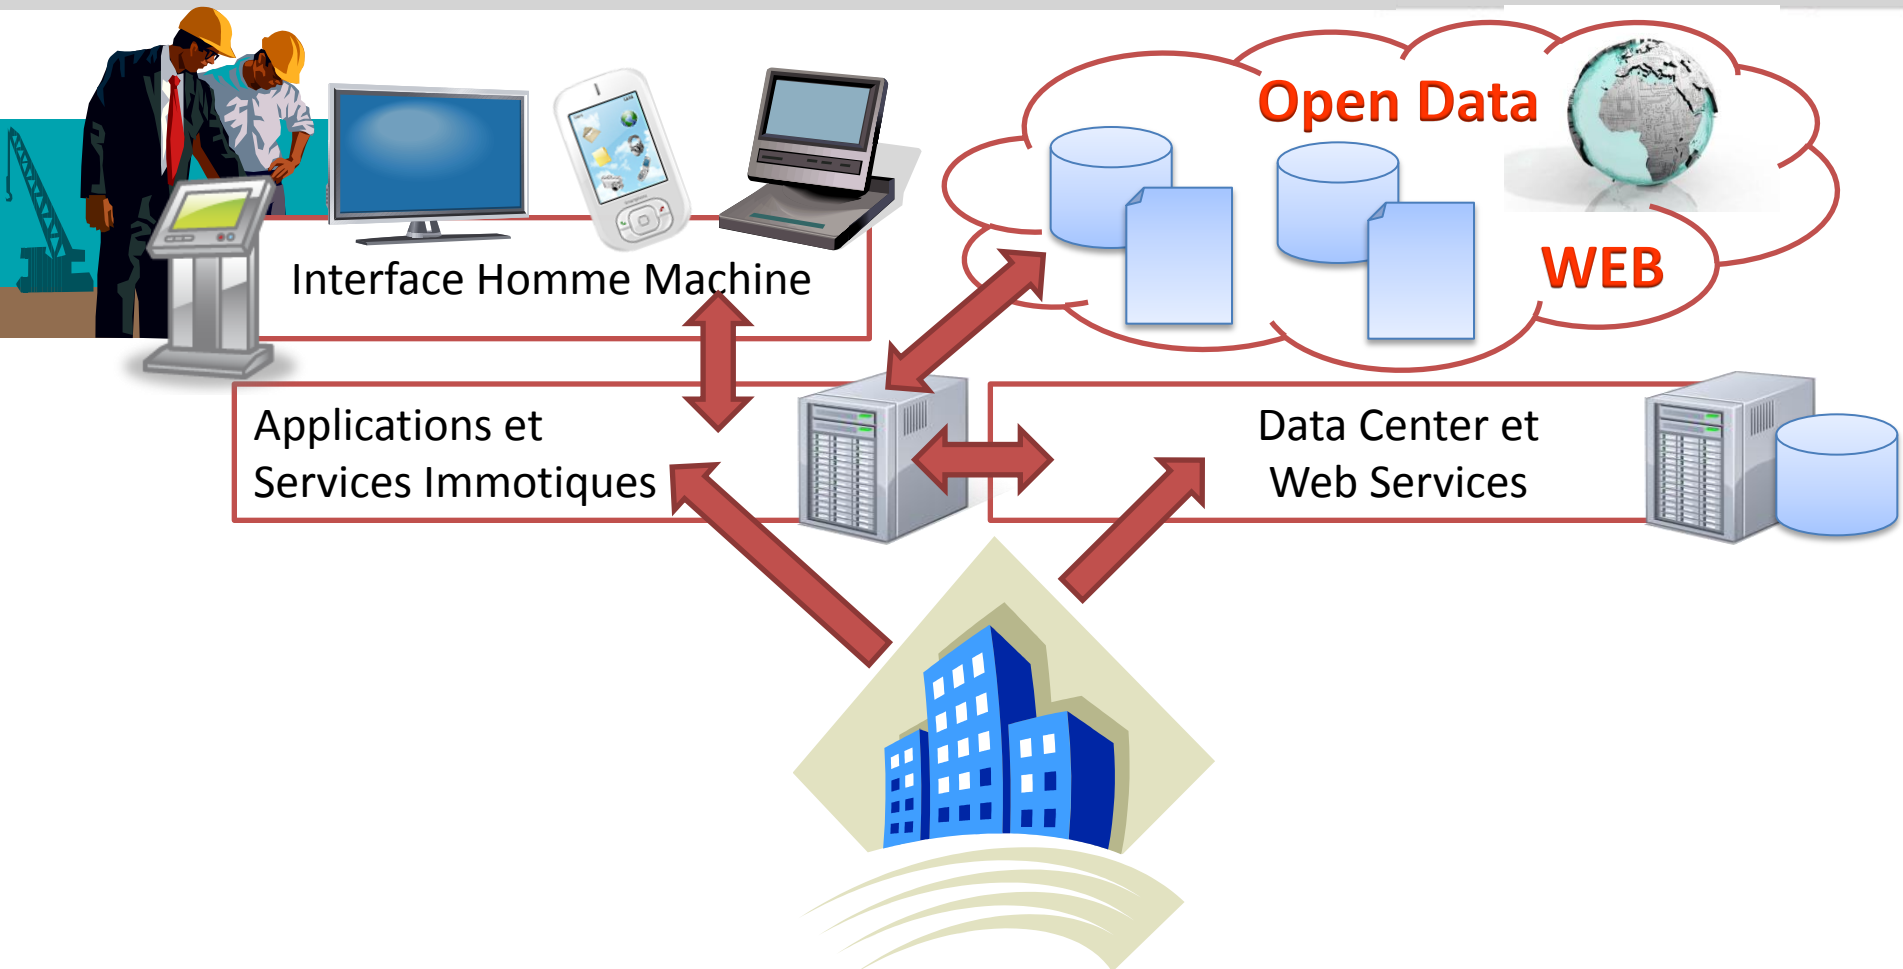 Open Data
WEB
Interface Homme Machine
Applications et
Services Immotiques
Data Center et
Web Services